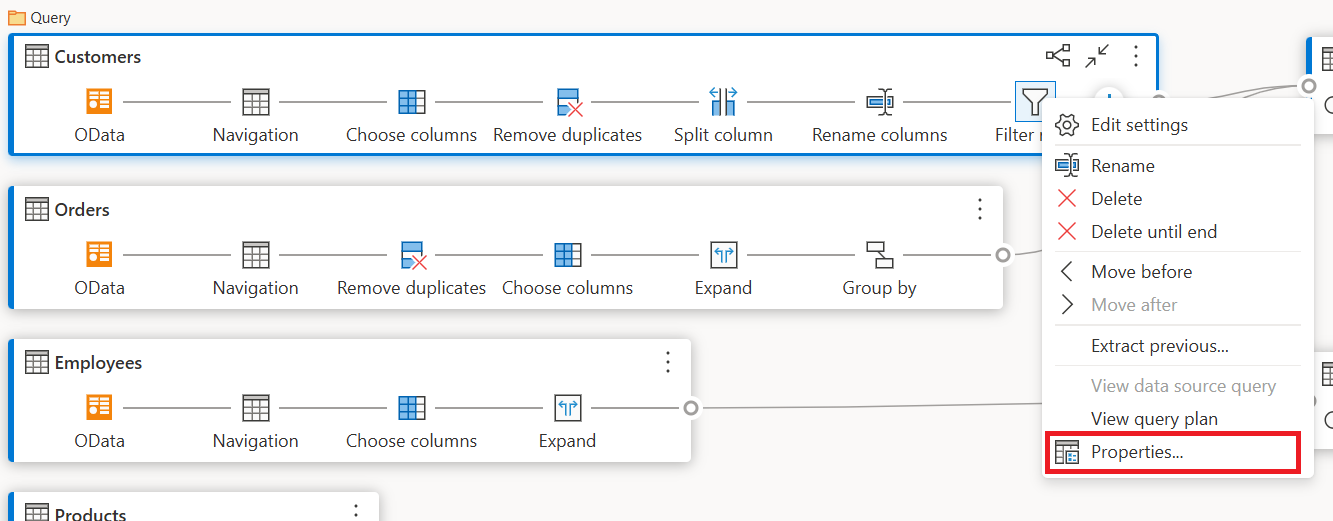 Query
Customers
OData Navigation Choose columns Remove duplicates Split column Rename columns Filter
Orders
OData Navigation Remove duplicates Choose columns Expand Group by
Employees
OData Navigation Choose columns Expand
Products
Edit settings
Rename
Delete
Delete until end
Move before
Move after
Extract previous...
View data source query
View query plan
Properties...